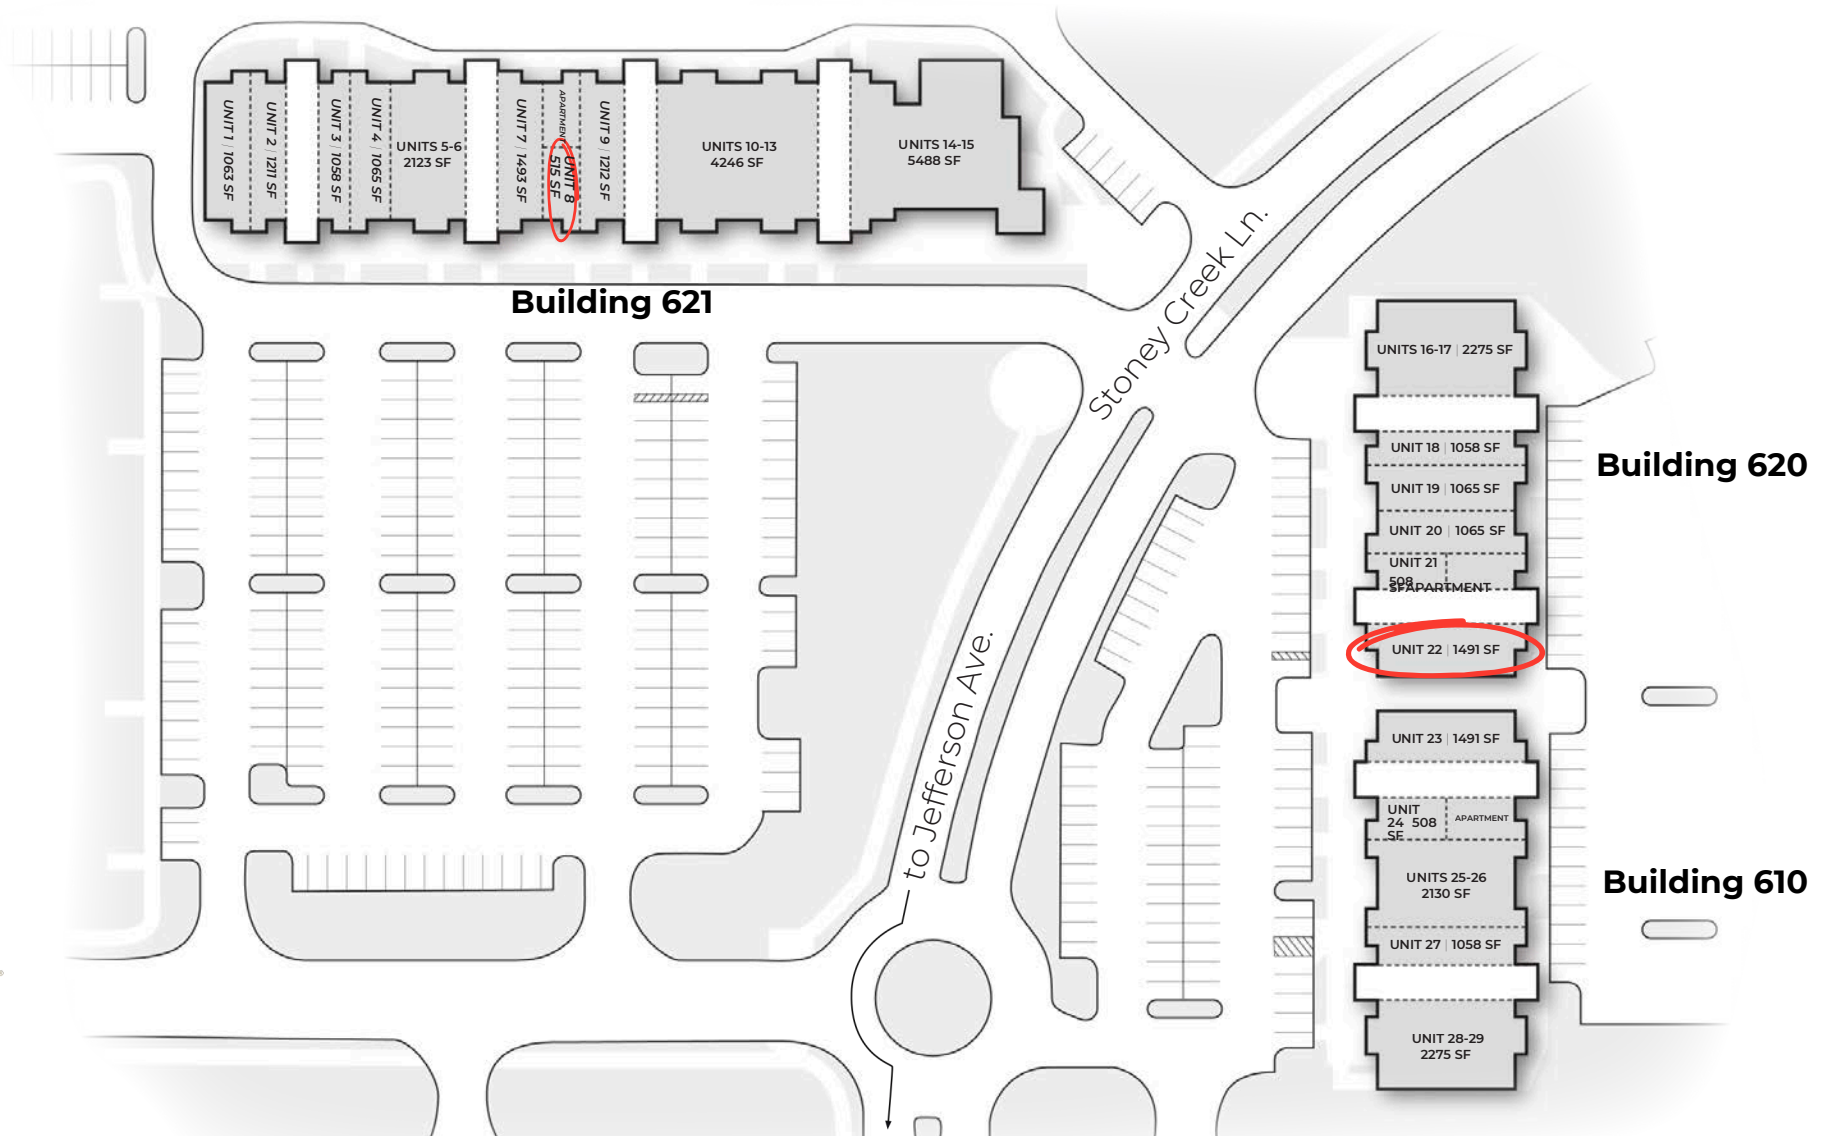 UNIT 1 | 1063 SF
UNIT 2 | 1211 SF
UNIT 3 | 1058 SF
UNIT 4 | 1065 SF
UNITS 5-6
2123 SF
UNIT 7 | 1493 SF
APARTMENT
UNIT 8
515 SF
UNIT 9 | 1212 SF
UNITS 10-13
4246 SF
UNITS 14-15
5488 SF
Building 621
Stoney Creek Ln.
to Jefferson Ave.
UNITS 16-17 | 2275 SF
UNIT 18 | 1058 SF
UNIT 19 | 1065 SF
UNIT 20 | 1065 SF
UNIT 21
508
SFAPARTMENT
UNIT 22 | 1491 SF
Building 620
UNIT 23 | 1491 SF
UNIT
24 508
SF
APARTMENT
UNITS 25-26
2130 SF
UNIT 27 | 1058 SF
UNIT 28-29
2275 SF
Building 610